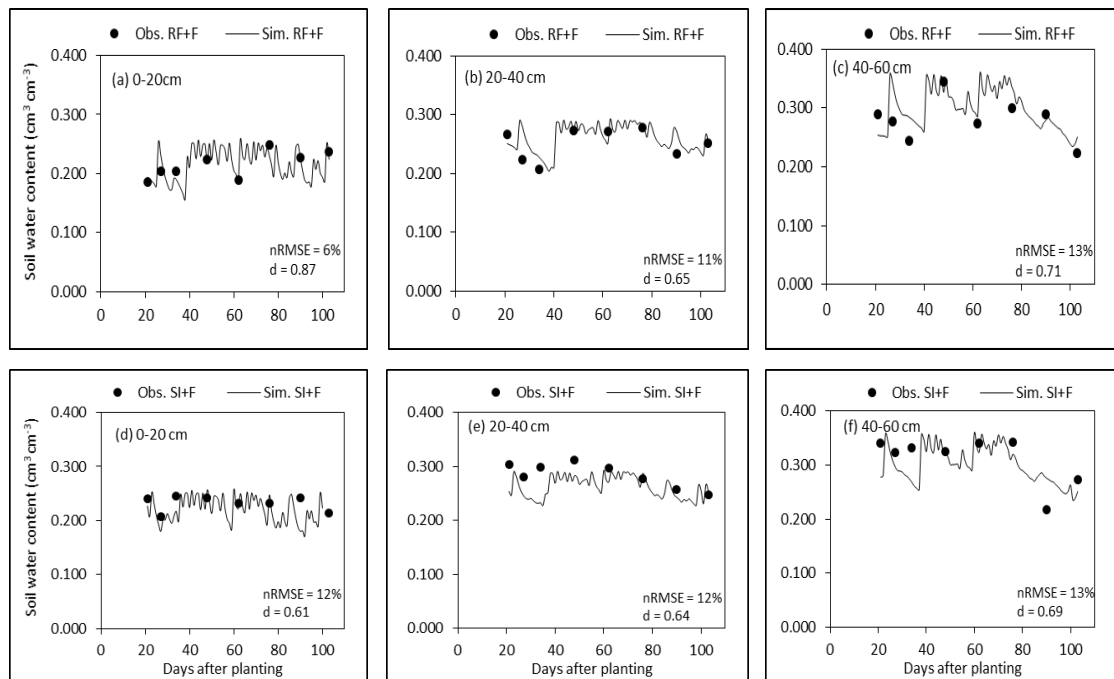 Obs. RF+F Sim. RF+F
(a) 0-20cm
Soil water content (cm³ cm⁻³)
0.400
0.300
0.200
0.100
0.000
nRMSE = 6%
d = 0.87
0 20 40 60 80 100
Obs. RF+F Sim. RF+F
(b) 20-40 cm
0.400
0.300
0.200
0.100
0.000
nRMSE = 11%
d = 0.65
0 20 40 60 80 100
Obs. RF+F Sim. RF+F
(c) 40-60 cm
0.400
0.300
0.200
0.100
0.000
nRMSE = 13%
d = 0.71
0 20 40 60 80 100
Obs. SI+F Sim. SI+F
(d) 0-20 cm
Soil water content (cm³ cm⁻³)
0.400
0.300
0.200
0.100
0.000
nRMSE = 12%
d = 0.61
0 20 40 60 80 100
Days after planting
Obs. SI+F Sim. SI+F
(e) 20-40 cm
0.400
0.300
0.200
0.100
0.000
nRMSE = 12%
d = 0.64
0 20 40 60 80 100
Days after planting
Obs. SI+F Sim. SI+F
(f) 40-60 cm
0.400
0.300
0.200
0.100
0.000
nRMSE = 13%
d = 0.69
0 20 40 60 80 100
Days after planting